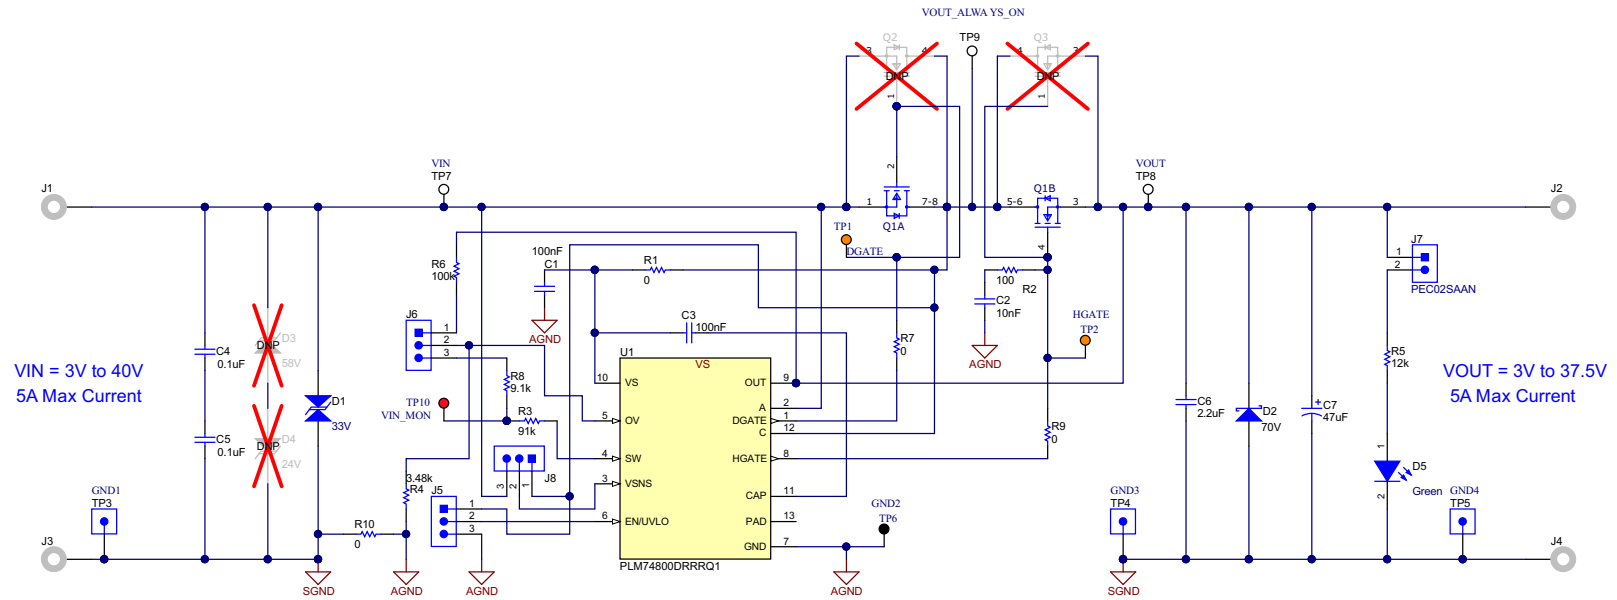 VOUT_ALWAYS_ON
Q2
TP9
Q3
3
4
4
3
DNP
DNP
1
1
VIN
TP7
VOUT
TP8
2
J1
J2
1
7-8
5-6
Q1B
3
Q1A
TP1
DGATE
4
J7
1
2
PEC02SAAN
R6
100k
100nF
C1
R1
0
100
R2
C2
10nF
HGATE
TP2
AGND
AGND
C3
100nF
J6
1
2
3
R7
0
D3
DNP
58V
C4
0.1uF
VIN = 3V to 40V
5A Max Current
U1
VS
R5
12k
VOUT = 3V to 37.5V
5A Max Current
10
VS
OUT
9
R8
9.1k
TP10
VIN_MON
R3
91k
D1
33V
A
2
5
OV
DGATE
1
C
12
C6
2.2uF
D2
70V
C7
47uF
C5
0.1uF
D4
DNP
24V
R9
0
4
SW
HGATE
8
1
D5
Green
2
J8
3
2
1
3
VSNS
CAP
11
3.48k
R4
J5
1
2
3
GND1
TP3
GND2
TP6
GND3
TP4
GND4
TP5
6
EN/UVLO
PAD
13
R10
0
GND
7
J3
J4
PLM74800DRRRQ1
SGND
AGND
AGND
AGND
SGND